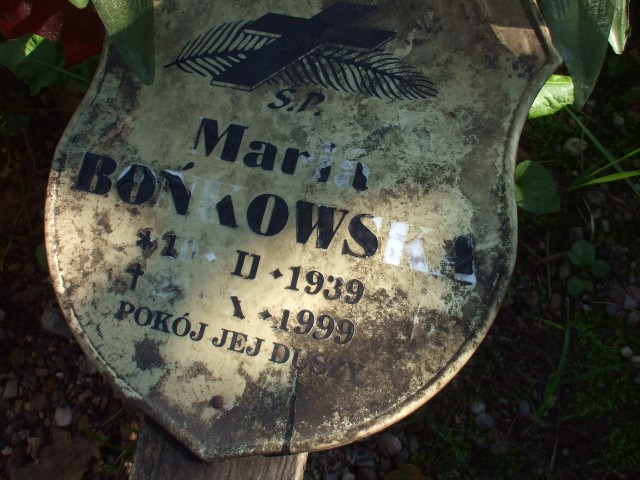 Ś.P.
Maria
BOŃKOWSKA
II 1939
† X 1999
POKÓJ JEJ DUSZY